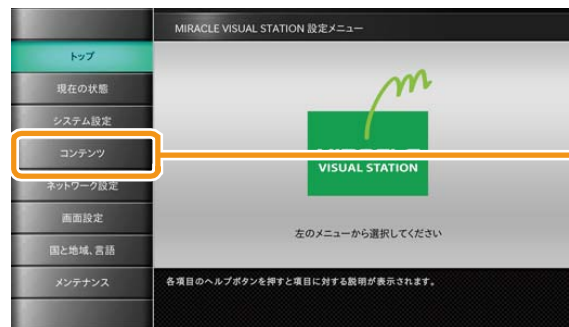 MIRACLE VISUAL STATION 設定メニュー
トップ
現在の状態
システム設定
コンテンツ
ネットワーク設定
画面設定
国と地域、言語
メンテナンス
m
VISUAL STATION
左のメニューから選択してください
各項目のヘルプボタンを押すと項目に対する説明が表示されます。